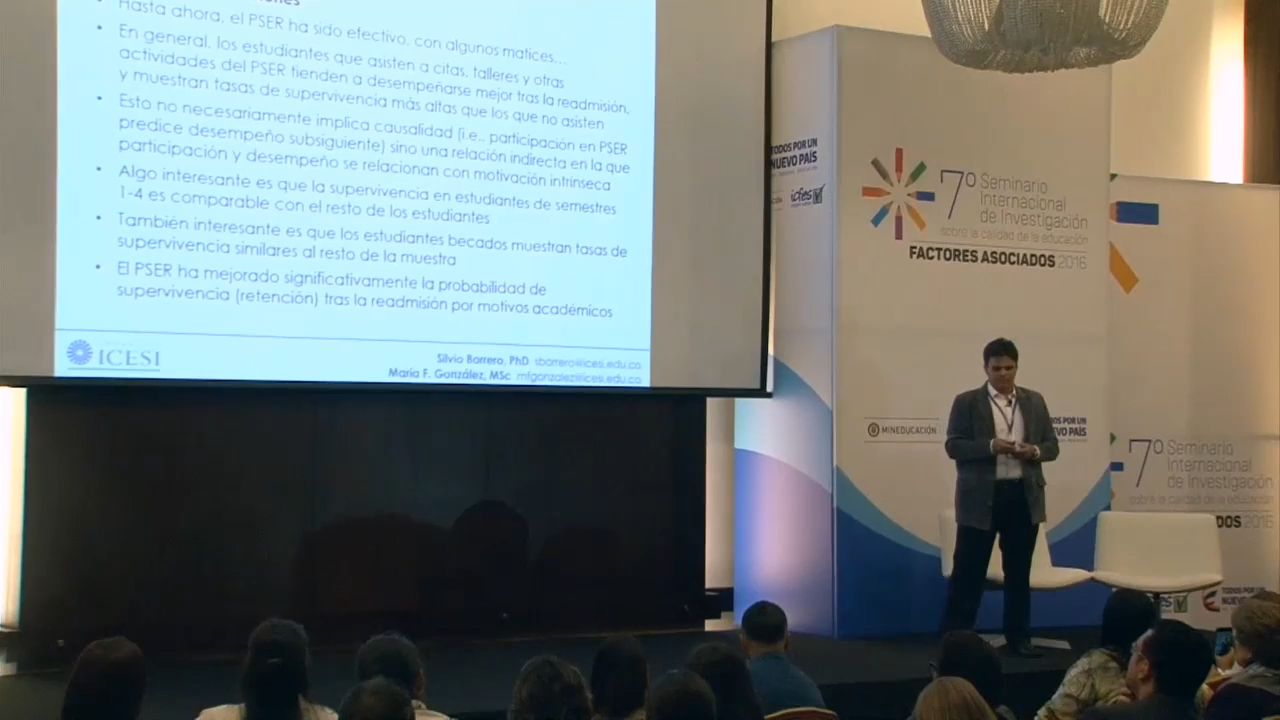 Hasta ahora, el PSER ha sido efectivo, con algunos matices...
En general, los estudiantes que asisten a citas, talleres y otras
actividades del PSER tienden a desempeñarse mejor tras la readmisión,
y muestran tasas de supervivencia más altas que los que no asisten
Esto no necesariamente implica causalidad (i.e., participación en PSER
predice desempeño subsiguiente) sino una relación indirecta en la que
participación y desempeño se relacionan con motivación intrínseca
Algo interesante es que la supervivencia en estudiantes de semestres
1-4 es comparable con el resto de los estudiantes
También interesante es que los estudiantes becados muestran tasas de
supervivencia similares al resto de la muestra
El PSER ha mejorado significativamente la probabilidad de
supervivencia (retención) tras la readmisión por motivos académicos
ICESI
Silvio Borrero, PhD sborrero@icesi.edu.co
María F. González, MSc mfgonzalez@icesi.edu.co
TODOS POR UN
NUEVO PAÍS
icfes
7º Seminario
Internacional
de Investigación
sobre la calidad de la educación
FACTORES ASOCIADOS 2016
MINEDUCACIÓN
7º Seminario
Internacional
de Investigación
sobre la calidad de la educación
2016